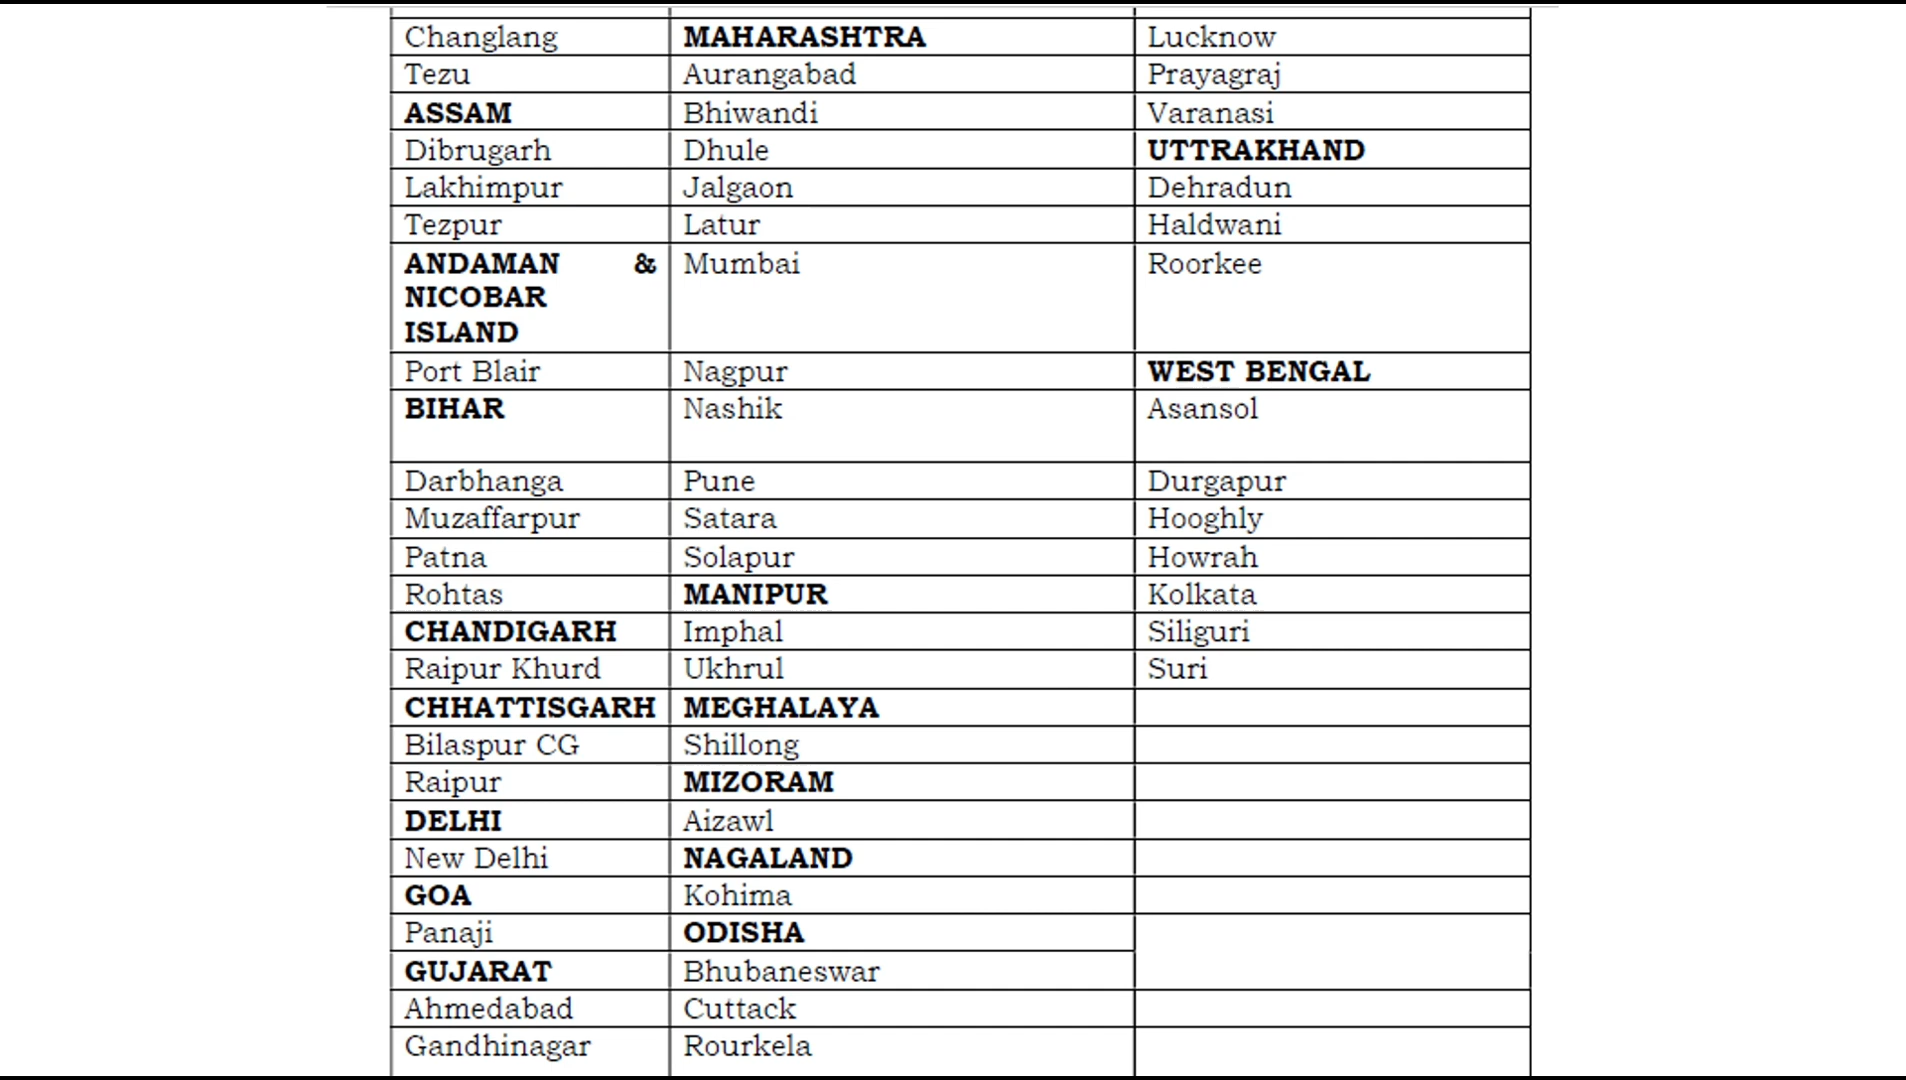 Changlang MAHARASHTRA Lucknow
Tezu Aurangabad Prayagraj
ASSAM Bhiwandi Varanasi
Dibrugarh Dhule UTTRAKHAND
Lakhimpur Jalgaon Dehradun
Tezpur Latur Haldwani
ANDAMAN & Mumbai Roorkee
NICOBAR
ISLAND
Port Blair Nagpur WEST BENGAL
BIHAR Nashik Asansol
Darbhanga Pune Durgapur
Muzaffarpur Satara Hooghly
Patna Solapur Howrah
Rohtas MANIPUR Kolkata
CHANDIGARH Imphal Siliguri
Raipur Khurd Ukhrul Suri
CHHATTISGARH MEGHALAYA
Bilaspur CG Shillong
Raipur MIZORAM
DELHI Aizawl
New Delhi NAGALAND
GOA Kohima
Panaji ODISHA
GUJARAT Bhubaneswar
Ahmedabad Cuttack
Gandhinagar Rourkela